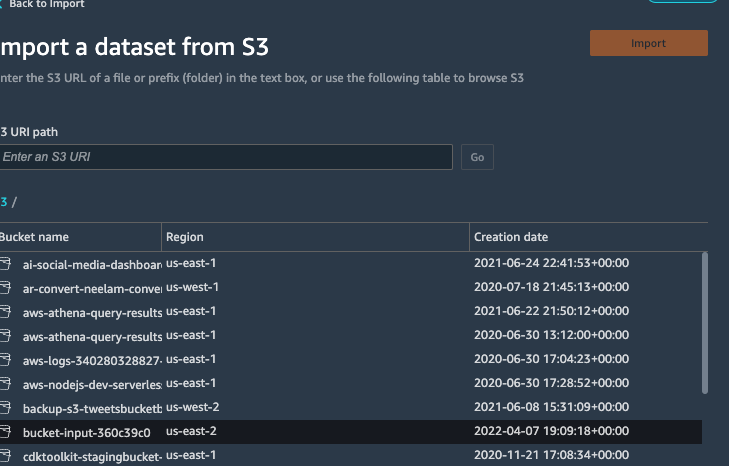 Back to Import
mport a dataset from S3
Import
nter the S3 URL of a file or prefix (folder) in the text box, or use the following table to browse S3
3 URI path
Enter an S3 URI
Go
3 /
Bucket name Region Creation date
ai-social-media-dashboar us-east-1 2021-06-24 22:41:53+00:00
ar-convert-neelam-conve us-west-1 2020-07-18 21:45:13+00:00
aws-athena-query-results us-east-1 2021-06-22 21:50:12+00:00
aws-athena-query-results us-east-1 2020-06-30 13:12:00+00:00
aws-logs-340280328827- us-east-1 2020-06-30 17:04:23+00:00
aws-nodejs-dev-serverles us-east-1 2020-06-30 17:28:52+00:00
backup-s3-tweetsbucketb us-west-2 2021-06-08 15:31:09+00:00
bucket-input-360c39c0 us-east-2 2022-04-07 19:09:18+00:00
cdktoolkit-stagingbucket- us-east-1 2020-11-21 17:08:34+00:00